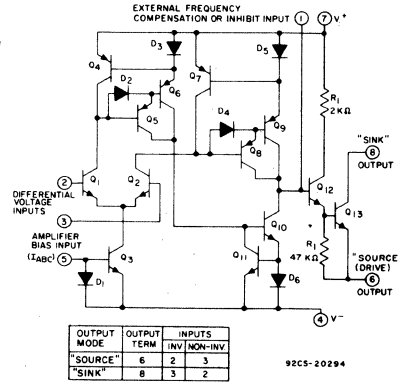 EXTERNAL FREQUENCY
COMPENSATION OR INHIBIT INPUT
1
7 V+
D3
D5
Q4
D2
Q6
Q7
Q5
D4
Q9
Q8
R1
2KΩ
"SINK"
8
OUTPUT
2
Q1
Q2
DIFFERENTIAL
VOLTAGE
INPUTS
3
Q12
Q13
AMPLIFIER
BIAS INPUT
(IABC) 5
Q3
Q10
Q11
R1
47 KΩ
"SOURCE
(DRIVE)
6
OUTPUT
D1
D6
4 V-
OUTPUT MODE OUTPUT TERM INPUTS
INV NON-INV.
"SOURCE" 6 2 3
"SINK" 8 3 2
92CS-20294